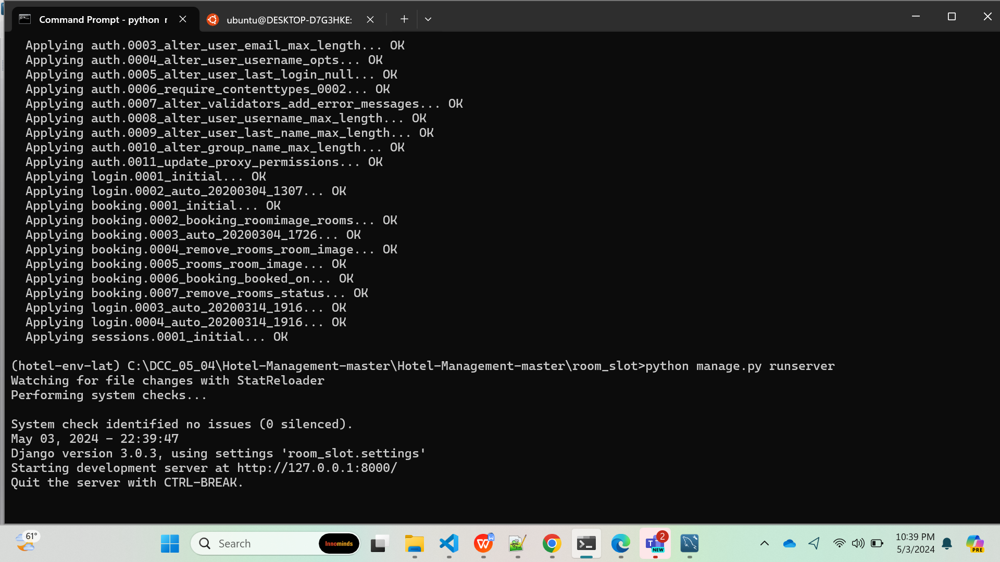 Command Prompt - python r
ubuntu@DESKTOP-D7G3HKE:
Applying auth.0003_alter_user_email_max_length... OK
Applying auth.0004_alter_user_username_opts... OK
Applying auth.0005_alter_user_last_login_null... OK
Applying auth.0006_require_contenttypes_0002... OK
Applying auth.0007_alter_validators_add_error_messages... OK
Applying auth.0008_alter_user_username_max_length... OK
Applying auth.0009_alter_user_last_name_max_length... OK
Applying auth.0010_alter_group_name_max_length... OK
Applying auth.0011_update_proxy_permissions... OK
Applying login.0001_initial... OK
Applying login.0002_auto_20200304_1307... OK
Applying booking.0001_initial... OK
Applying booking.0002_booking_roomimage_rooms... OK
Applying booking.0003_auto_20200304_1726... OK
Applying booking.0004_remove_rooms_room_image... OK
Applying booking.0005_rooms_room_image... OK
Applying booking.0006_booking_booked_on... OK
Applying booking.0007_remove_rooms_status... OK
Applying login.0003_auto_20200314_1916... OK
Applying login.0004_auto_20200314_1916... OK
Applying sessions.0001_initial... OK
(hotel-env-lat) C:\DCC_05_04\Hotel-Management-master\Hotel-Management-master\room_slot>python manage.py runserver
Watching for file changes with StatReloader
Performing system checks...
System check identified no issues (0 silenced).
May 03, 2024 - 22:39:47
Django version 3.0.3, using settings 'room_slot.settings'
Starting development server at http://127.0.0.1:8000/
Quit the server with CTRL-BREAK.
61°
Search
Innominds
W
T
2
NEW
10:39 PM
5/3/2024
PRE